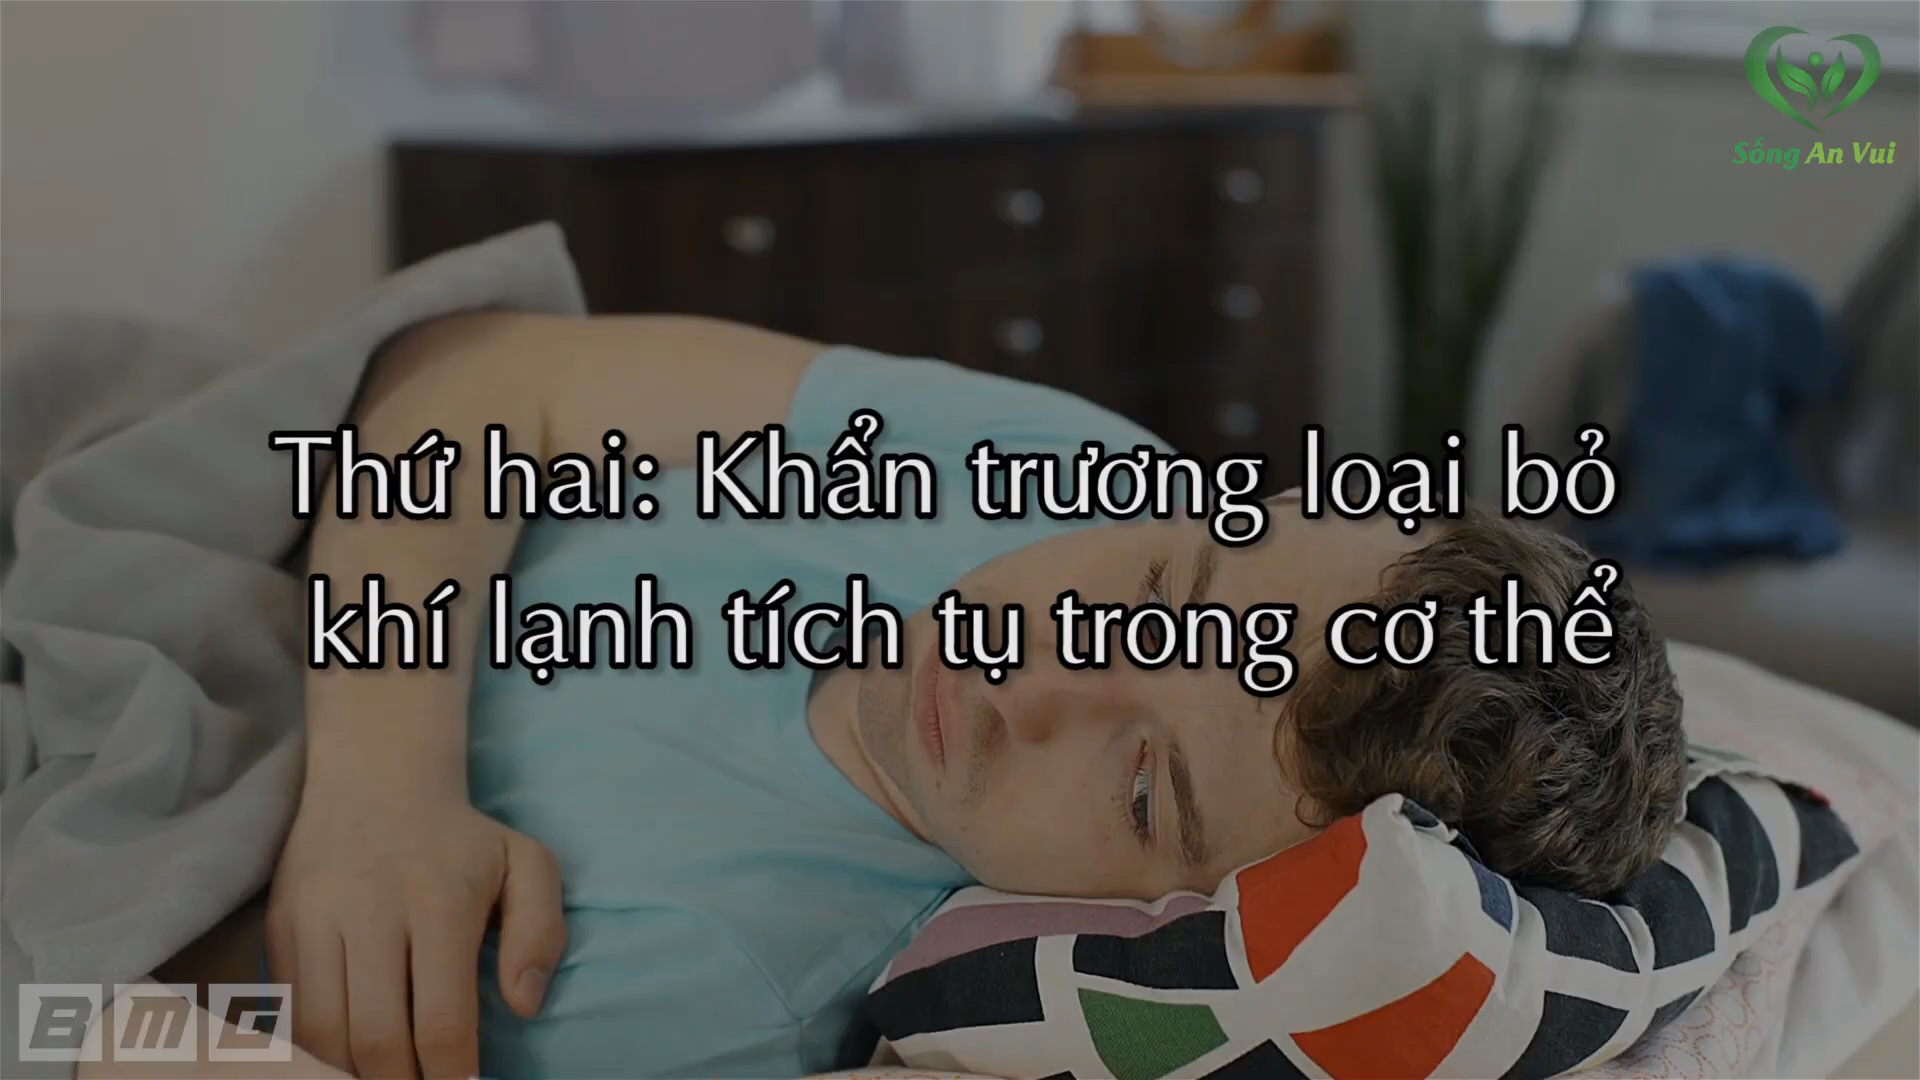 Sống An Vui
Thứ hai: Khẩn trương loại bỏ
khí lạnh tích tụ trong cơ thể
BMG